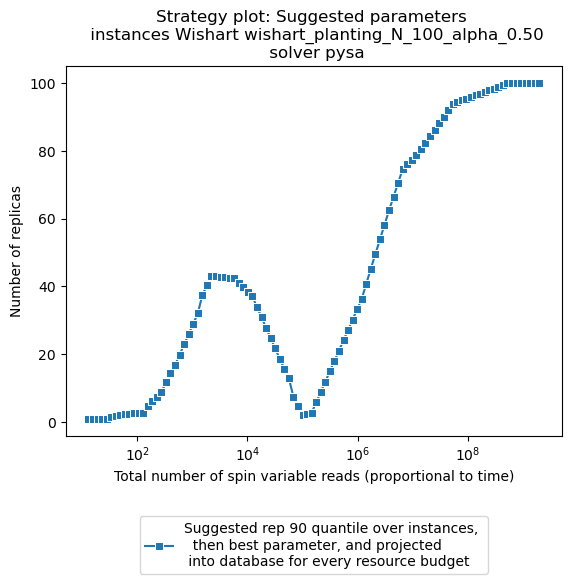 Strategy plot: Suggested parameters
instances Wishart wishart_planting_N_100_alpha_0.50
solver pysa
Number of replicas
100
80
60
40
20
0
10^2
10^4
10^6
10^8
Total number of spin variable reads (proportional to time)
Suggested rep 90 quantile over instances,
then best parameter, and projected
into database for every resource budget